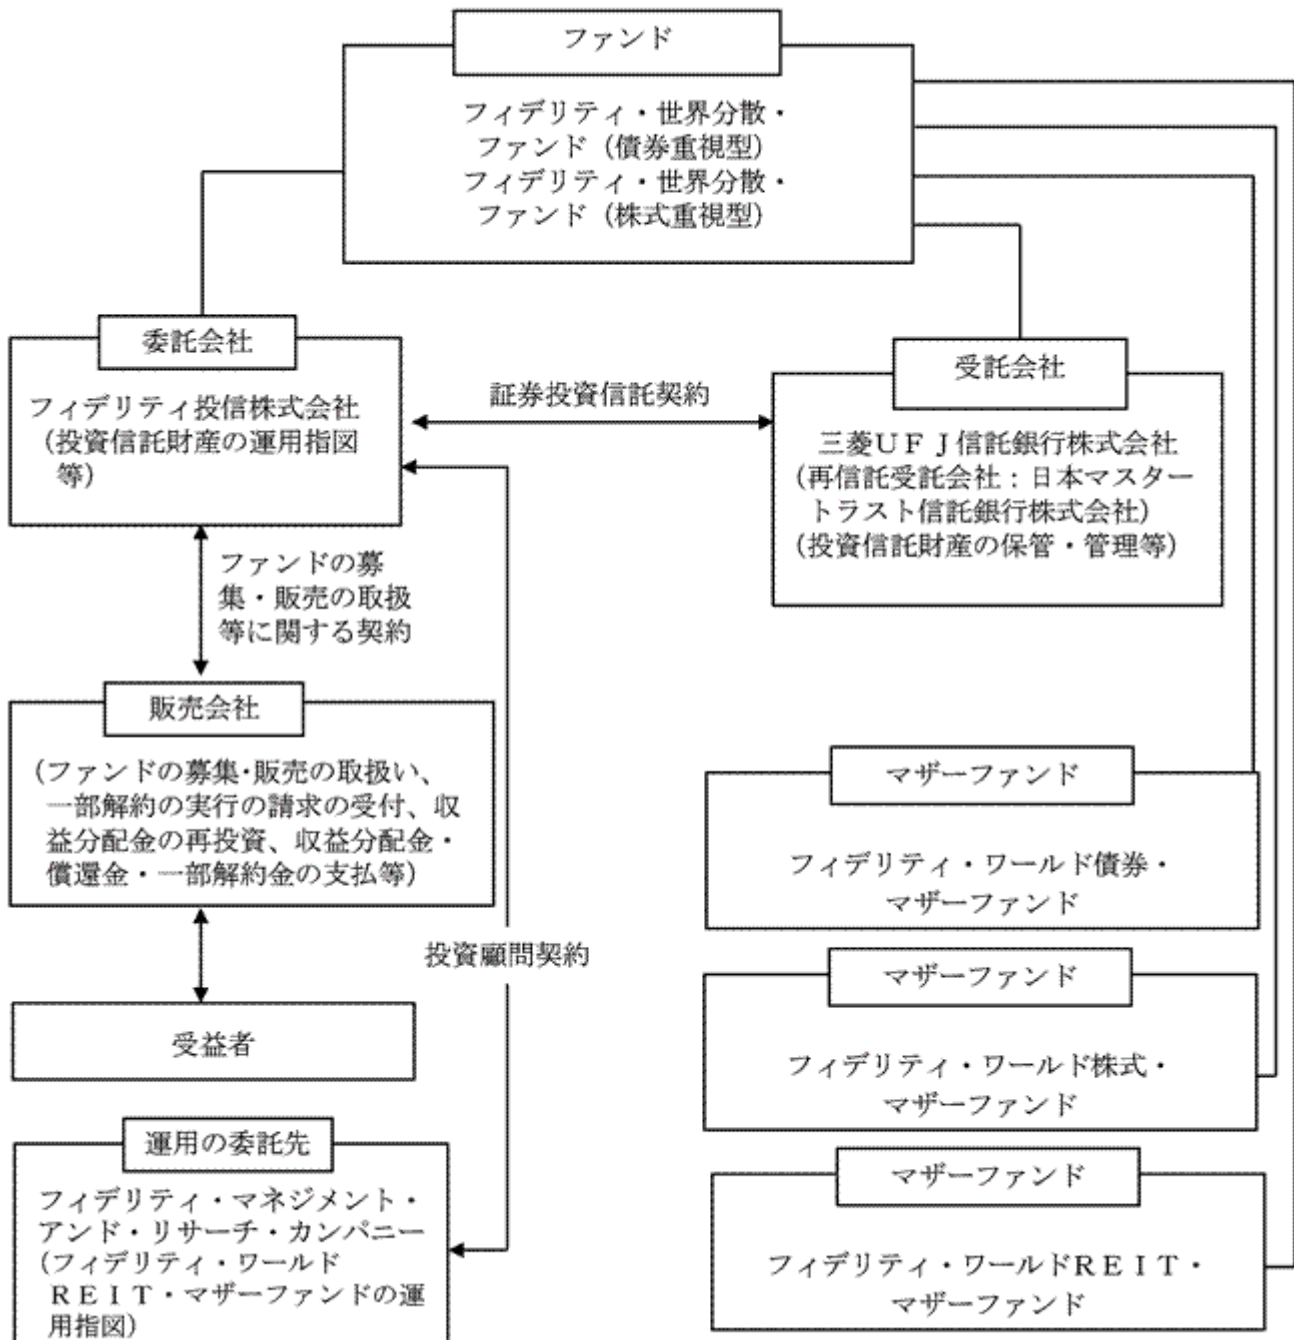 ファンド
フィデリティ・世界分散・
ファンド（債券重視型）
フィデリティ・世界分散・
ファンド（株式重視型）
委託会社
フィデリティ投信株式会社
（投資信託財産の運用指図
等）
証券投資信託契約
受託会社
三菱ＵＦＪ信託銀行株式会社
（再信託受託会社：日本マスター
トラスト信託銀行株式会社）
（投資信託財産の保管・管理等）
ファンドの募
集・販売の取扱
等に関する契約
販売会社
（ファンドの募集・販売の取扱い、
一部解約の実行の請求の受付、収
益分配金の再投資、収益分配金・
償還金・一部解約金の支払等）
投資顧問契約
受益者
運用の委託先
フィデリティ・マネジメント・
アンド・リサーチ・カンパニー
（フィデリティ・ワールド
ＲＥＩＴ・マザーファンドの運
用指図）
マザーファンド
フィデリティ・ワールド債券・
マザーファンド
マザーファンド
フィデリティ・ワールド株式・
マザーファンド
マザーファンド
フィデリティ・ワールドＲＥＩＴ・
マザーファンド